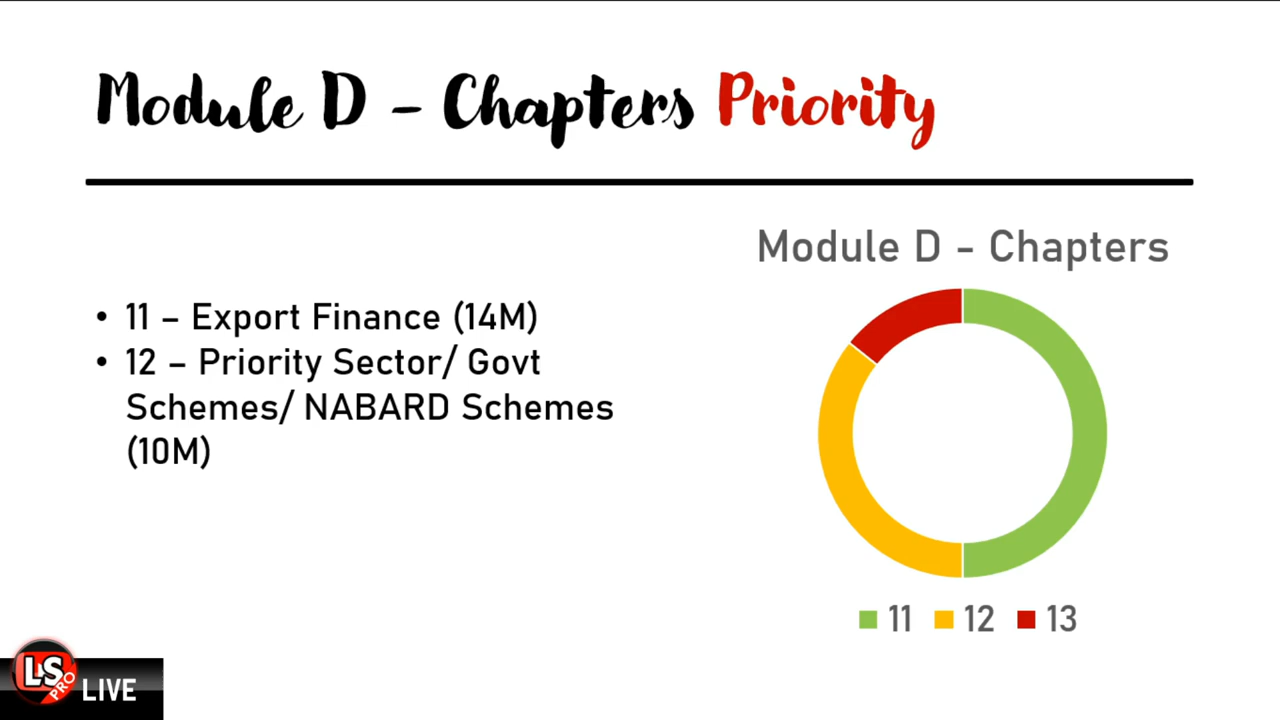 Module D - Chapters Priority
Module D - Chapters
• 11 – Export Finance (14M)
• 12 – Priority Sector/ Govt
Schemes/ NABARD Schemes
(10M)
11 12 13
LS
PRO
LIVE